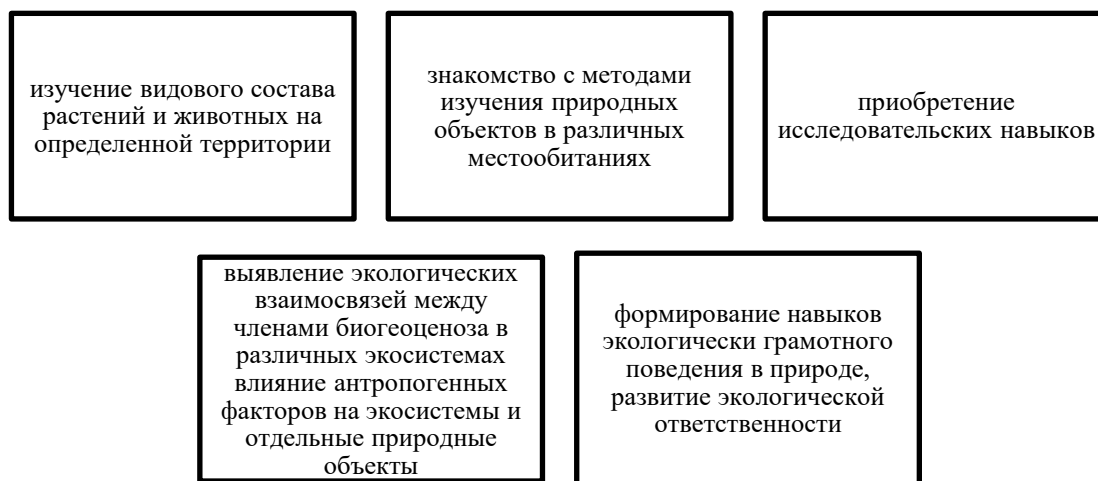 изучение видового состава
растений и животных на
определенной территории
знакомство с методами
изучения природных
объектов в различных
местообитаниях
приобретение
исследовательских навыков
выявление экологических
взаимосвязей между
членами биогеоценоза в
различных экосистемах
влияние антропогенных
факторов на экосистемы и
отдельные природные
объекты
формирование навыков
экологически грамотного
поведения в природе,
развитие экологической
ответственности